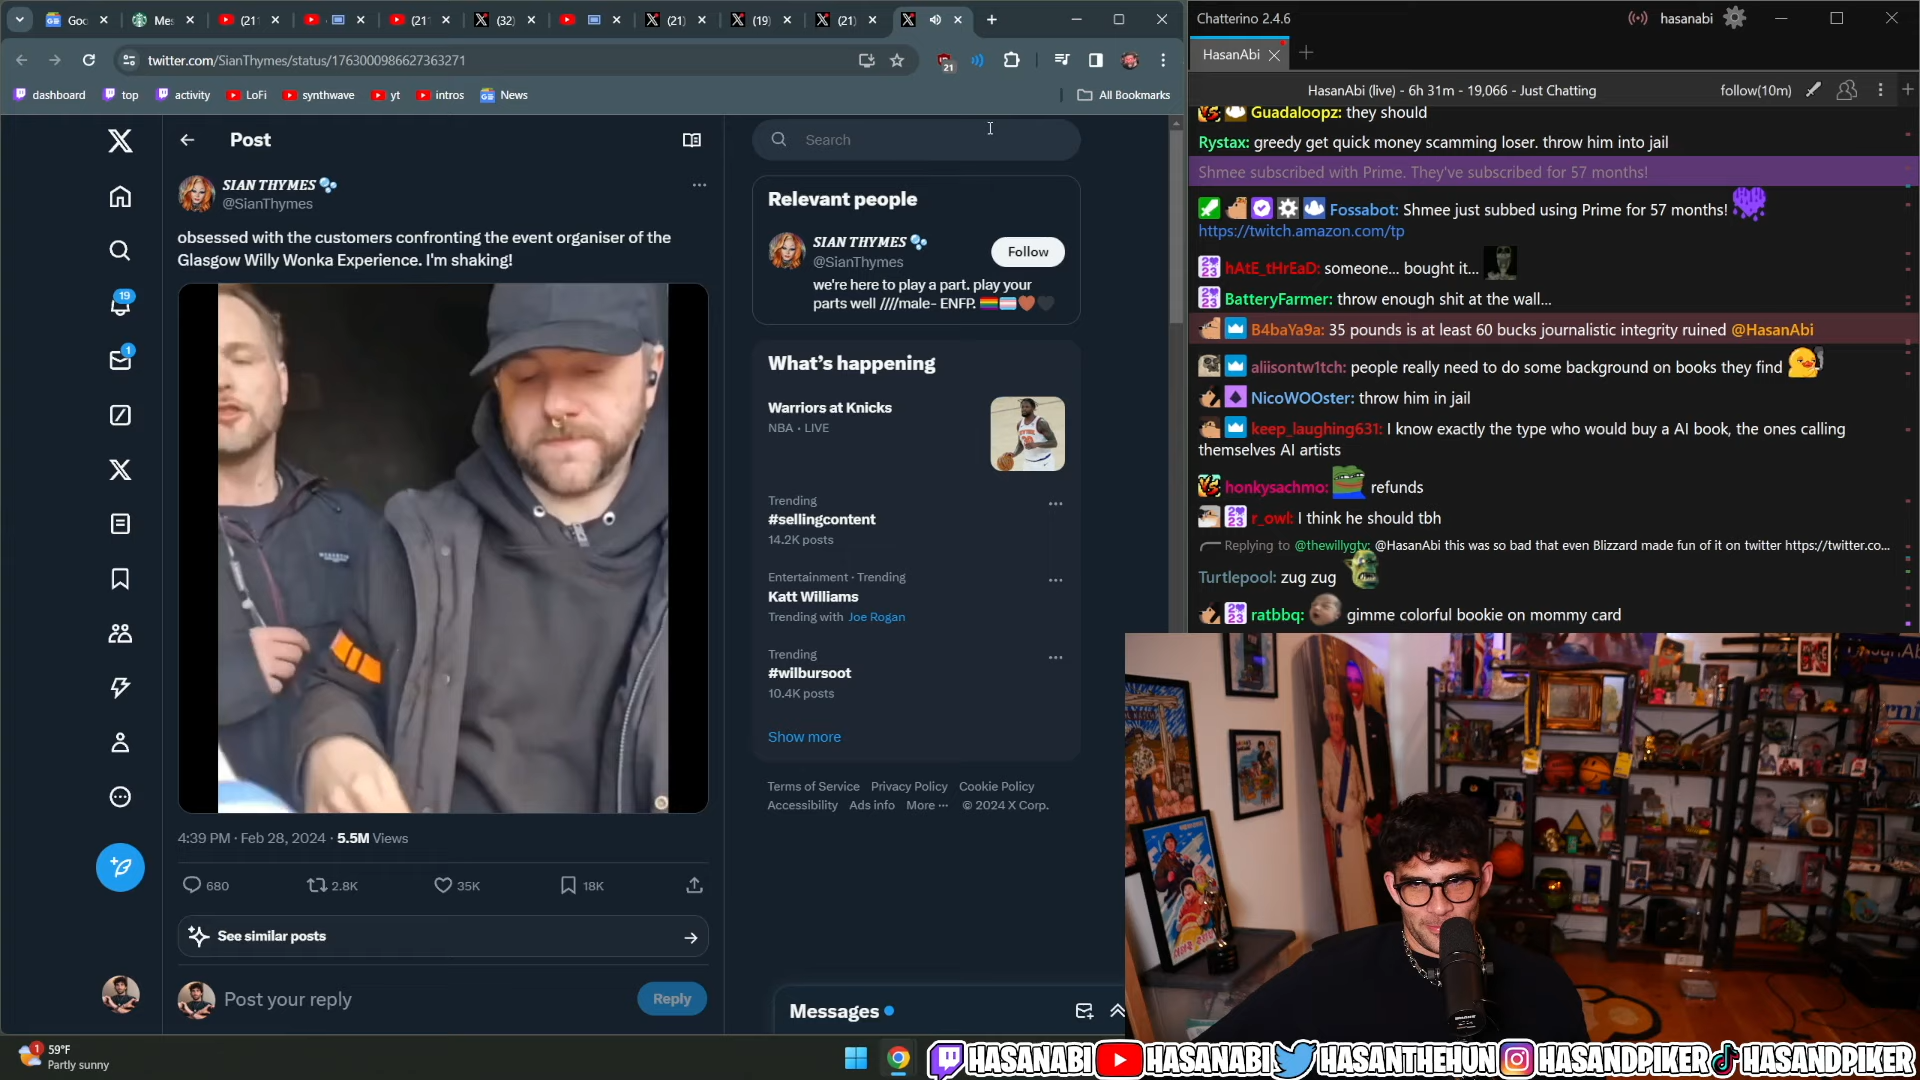 Goo
Mes
(21
(21
(32)
(21)
(19)
(21)
twitter.com/SianThymes/status/1763000986627363271
21
dashboard
top
activity
LoFi
synthwave
yt
intros
News
All Bookmarks
Post
SIAN THYMES
@SianThymes
obsessed with the customers confronting the event organiser of the
Glasgow Willy Wonka Experience. I'm shaking!
4:39 PM · Feb 28, 2024 · 5.5M Views
680
2.8K
35K
18K
See similar posts
Post your reply
Reply
19
1
Search
Relevant people
SIAN THYMES
@SianThymes
Follow
we're here to play a part. play your
parts well ////male- ENFP.
What's happening
Warriors at Knicks
NBA · LIVE
Trending
#sellingcontent
14.2K posts
Entertainment · Trending
Katt Williams
Trending with Joe Rogan
Trending
#wilbursoot
10.4K posts
Show more
Terms of Service Privacy Policy Cookie Policy
Accessibility Ads info More ··· © 2024 X Corp.
Messages
Chatterino 2.4.6
hasanabi
HasanAbi
HasanAbi (live) - 6h 31m - 19,066 - Just Chatting
follow(10m)
Guadaloopz: they should
Rystax: greedy get quick money scamming loser. throw him into jail
Shmee subscribed with Prime. They've subscribed for 57 months!
Fossabot: Shmee just subbed using Prime for 57 months!
https://twitch.amazon.com/tp
hAtE_tHrEaD: someone... bought it...
BatteryFarmer: throw enough shit at the wall...
B4baYa9a: 35 pounds is at least 60 bucks journalistic integrity ruined @HasanAbi
aliisontw1tch: people really need to do some background on books they find
NicoWOOster: throw him in jail
keep_laughing631: I know exactly the type who would buy a AI book, the ones calling
themselves AI artists
honkysachmo: refunds
r_owl: I think he should tbh
Replying to @thewillygtv: @HasanAbi this was so bad that even Blizzard made fun of it on twitter https://twitter.co...
Turtlepool: zug zug
ratbbq: gimme colorful bookie on mommy card
1
59°F
Partly sunny
HASANABI HASANABI HASANTHEHUN HASANDPIKER HASANDPIKER